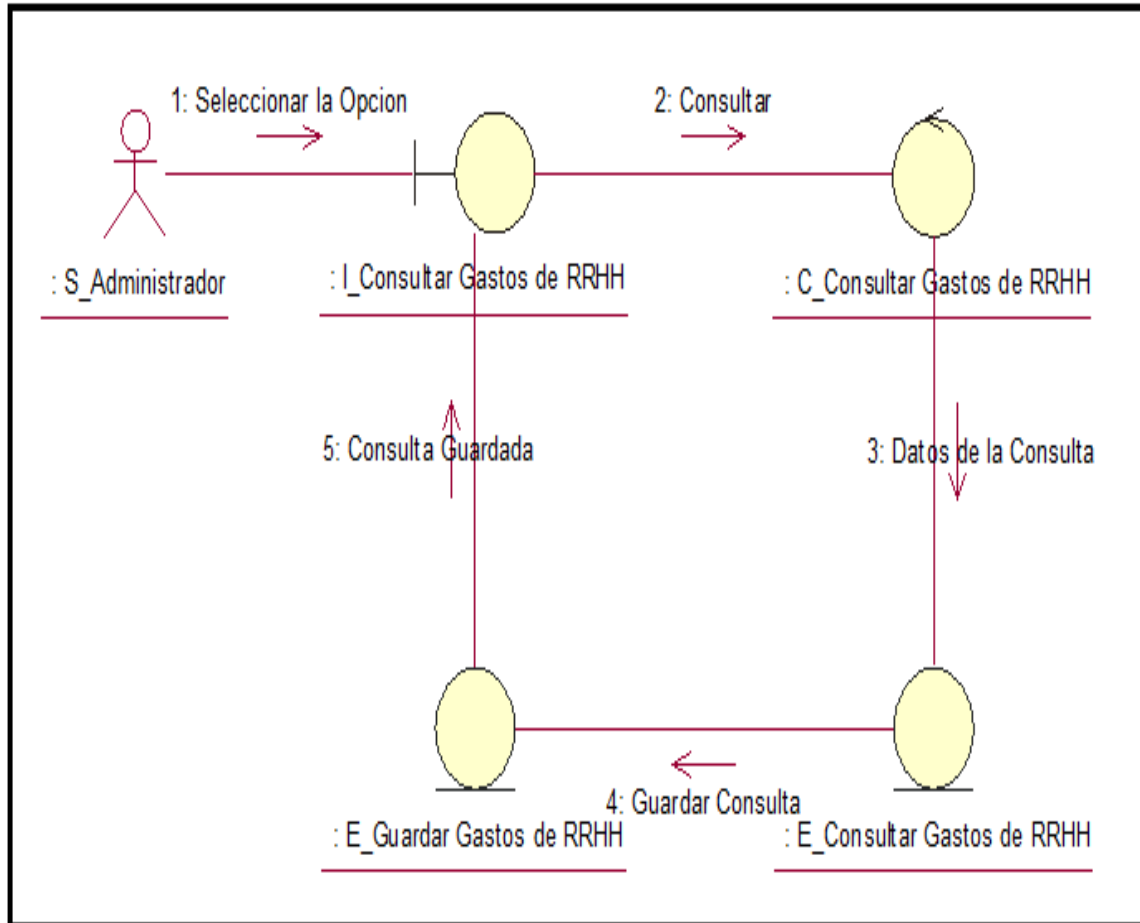 1: Seleccionar la Opcion
2: Consultar
: S_Administrador
: I_Consultar Gastos de RRHH
: C_Consultar Gastos de RRHH
5: Consulta Guardada
3: Datos de la Consulta
4: Guardar Consulta
: E_Guardar Gastos de RRHH
: E_Consultar Gastos de RRHH